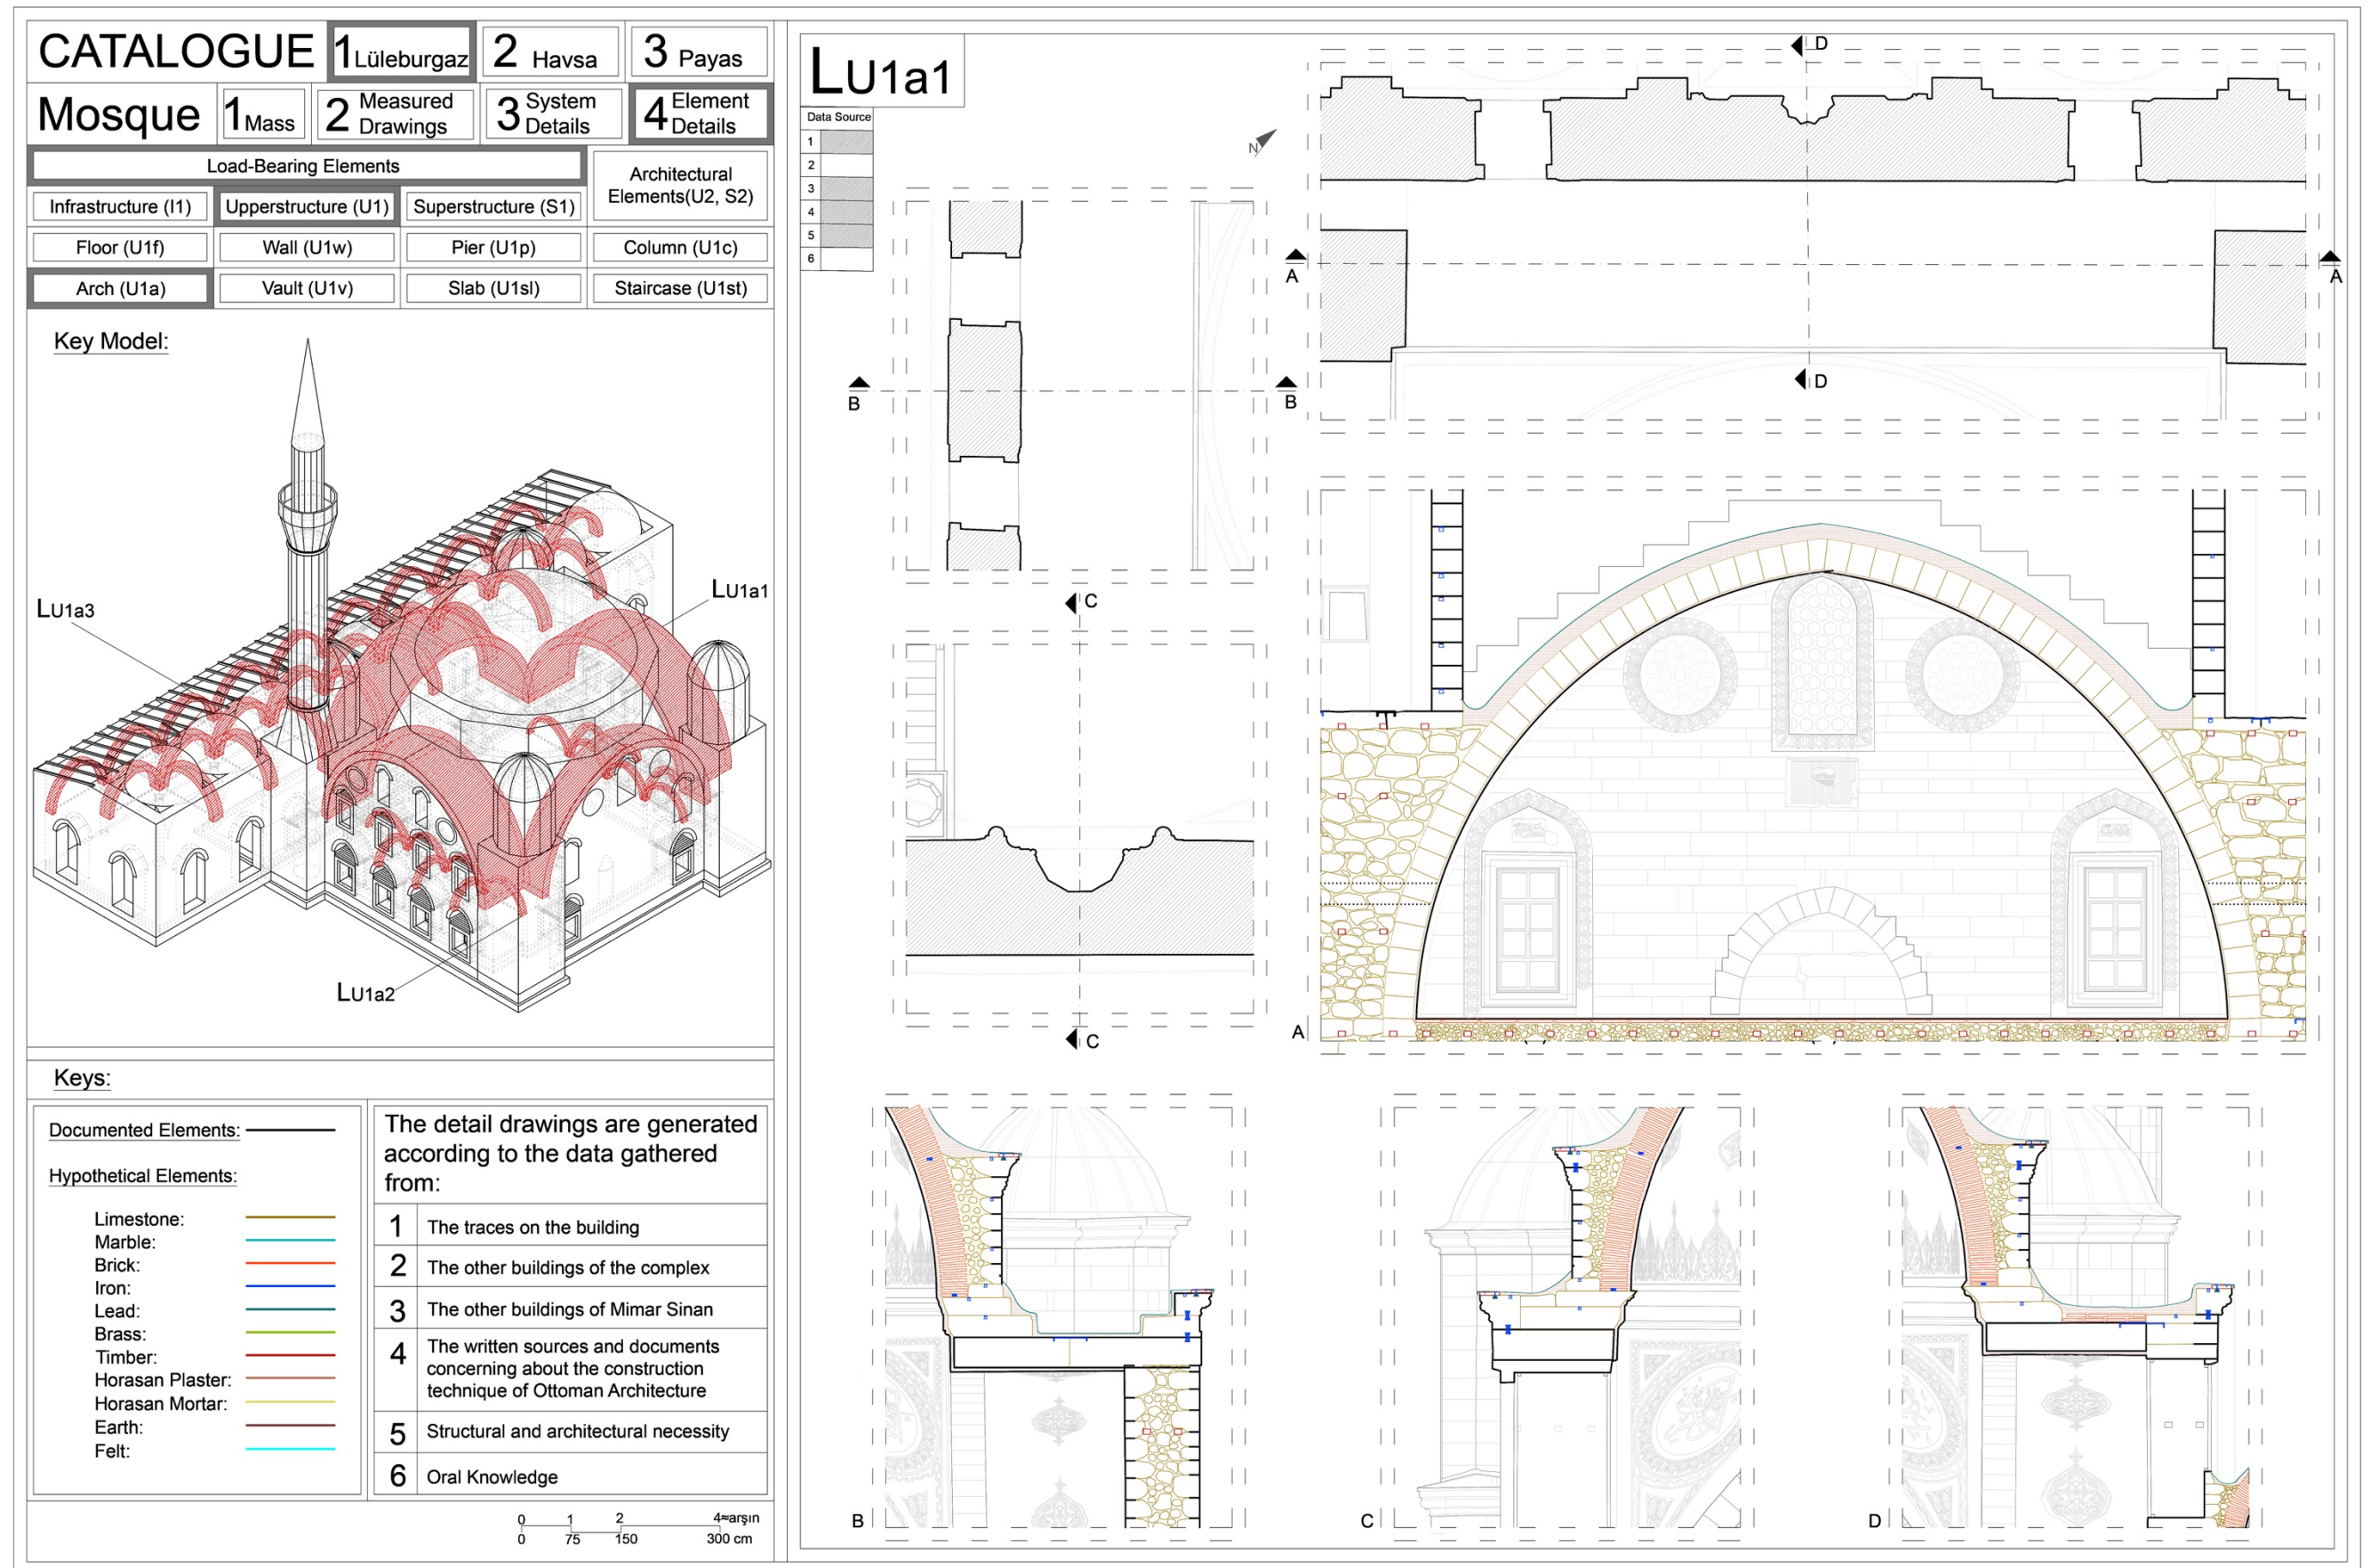 CATALOGUE
1 Lüleburgaz
2 Havsa
3 Payas
Mosque
1 Mass
2 Measured
Drawings
3 System
Details
4 Element
Details
Load-Bearing Elements
Architectural
Elements(U2, S2)
Infrastructure (I1)
Upperstructure (U1)
Superstructure (S1)
Floor (U1f)
Wall (U1w)
Pier (U1p)
Column (U1c)
Arch (U1a)
Vault (U1v)
Slab (U1sl)
Staircase (U1st)
Key Model:
LU1a3
LU1a1
LU1a2
Keys:
Documented Elements:
Hypothetical Elements:
Limestone:
Marble:
Brick:
Iron:
Lead:
Brass:
Timber:
Horasan Plaster:
Horasan Mortar:
Earth:
Felt:
The detail drawings are generated
according to the data gathered
from:
1 The traces on the building
2 The other buildings of the complex
3 The other buildings of Mimar Sinan
4 The written sources and documents
concerning about the construction
technique of Ottoman Architecture
5 Structural and architectural necessity
6 Oral Knowledge
0 1 2 4≈arşın
0 75 150 300 cm
LU1a1
Data Source
1
2
3
4
5
6
N
D
A
A
D
B
B
C
C
A
B
C
D